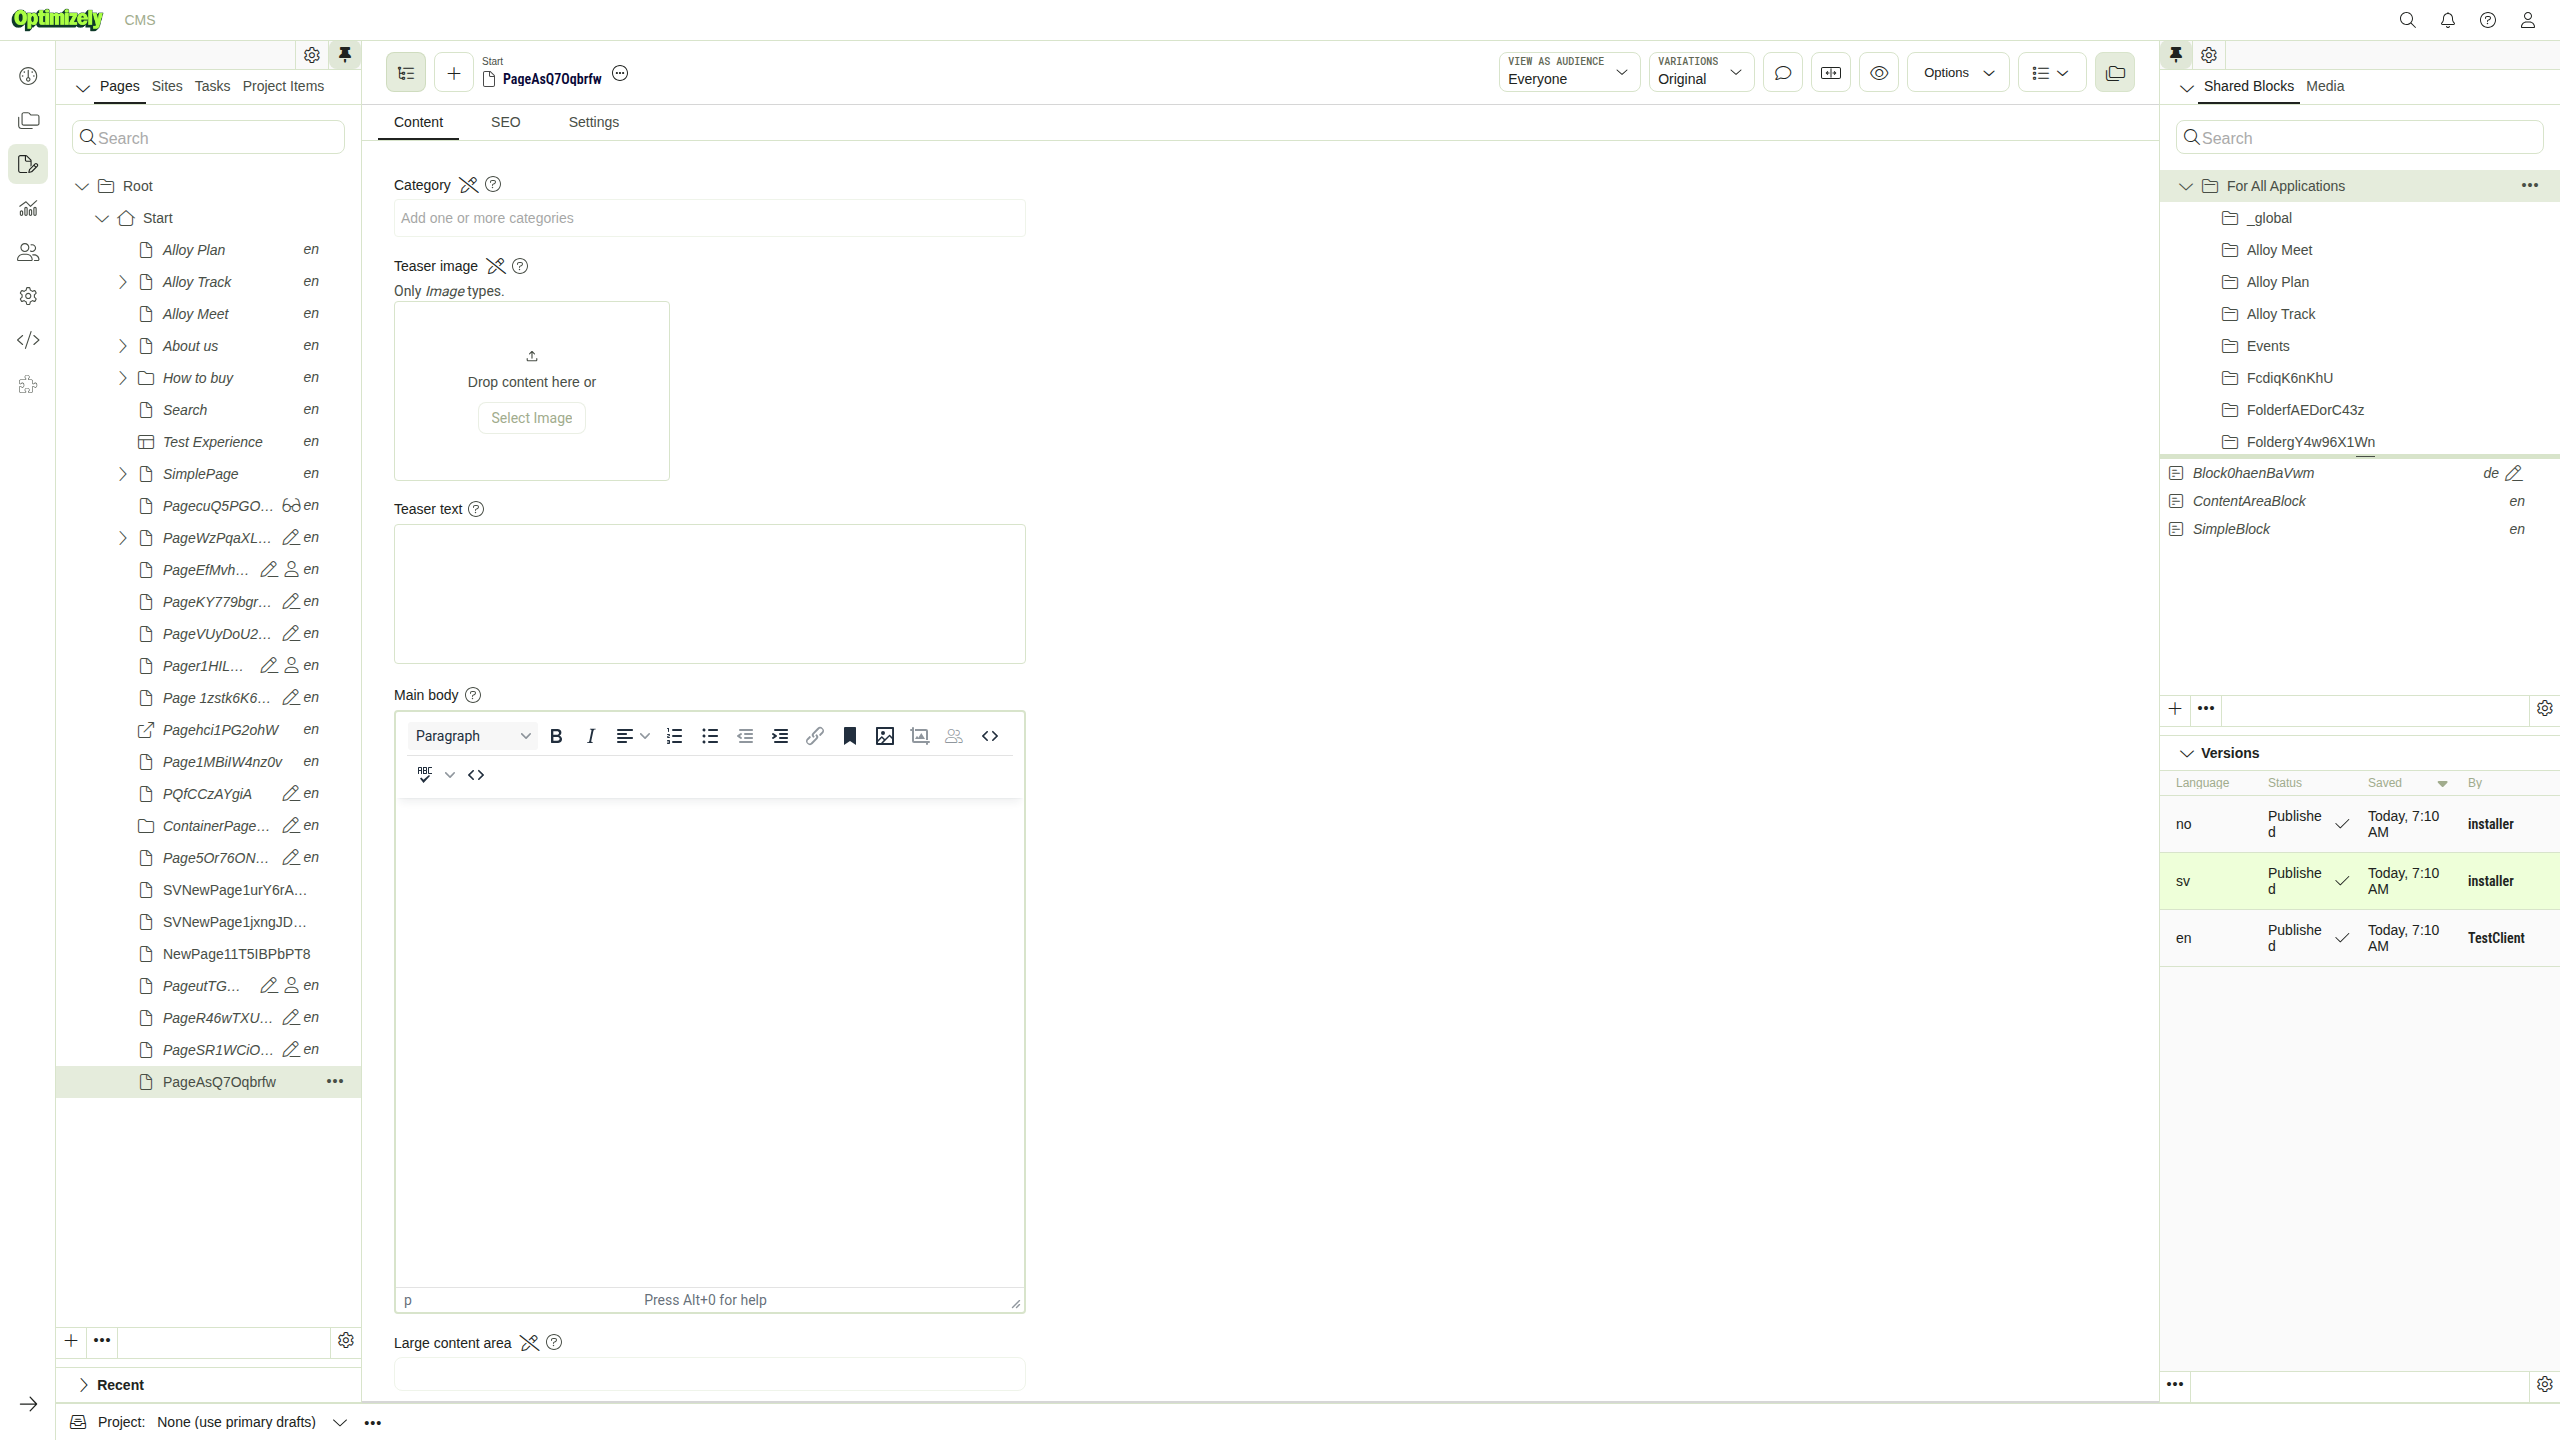 Optimizely CMS
Pages Sites Tasks Project Items
Search
Root
Start
Alloy Plan en
Alloy Track en
Alloy Meet en
About us en
How to buy en
Search en
Test Experience en
SimplePage en
PagecuQ5PGO... en
PageWzPqaXL... en
PageEfMvh... en
PageKY779bgr... en
PageVUyDoU2... en
Pager1HIL... en
Page 1zstk6K6... en
Pagehci1PG2ohW en
Page1MBiIW4nz0v en
PQfCCzAYgiA en
ContainerPage... en
Page5Or76ON... en
SVNewPage1urY6rA...
SVNewPage1jxngJD...
NewPage11T5IBPbPT8
PageutTG... en
PageR46wTXU... en
PageSR1WCiO... en
PageAsQ7Oqbrfw
Recent
Project: None (use primary drafts)
Start
PageAsQ7Oqbrfw
VIEW AS AUDIENCE
Everyone
VARIATIONS
Original
Options
Content SEO Settings
Category
Add one or more categories
Teaser image
Only Image types.
Drop content here or
Select Image
Teaser text
Main body
Paragraph
ABC
p Press Alt+0 for help
Large content area
Shared Blocks Media
Search
For All Applications
_global
Alloy Meet
Alloy Plan
Alloy Track
Events
FcdiqK6nKhU
FolderfAEDorC43z
FoldergY4w96X1Wn
Block0haenBaVwm de
ContentAreaBlock en
SimpleBlock en
Versions
Language Status Saved By
no Published Today, 7:10 AM installer
sv Published Today, 7:10 AM installer
en Published Today, 7:10 AM TestClient